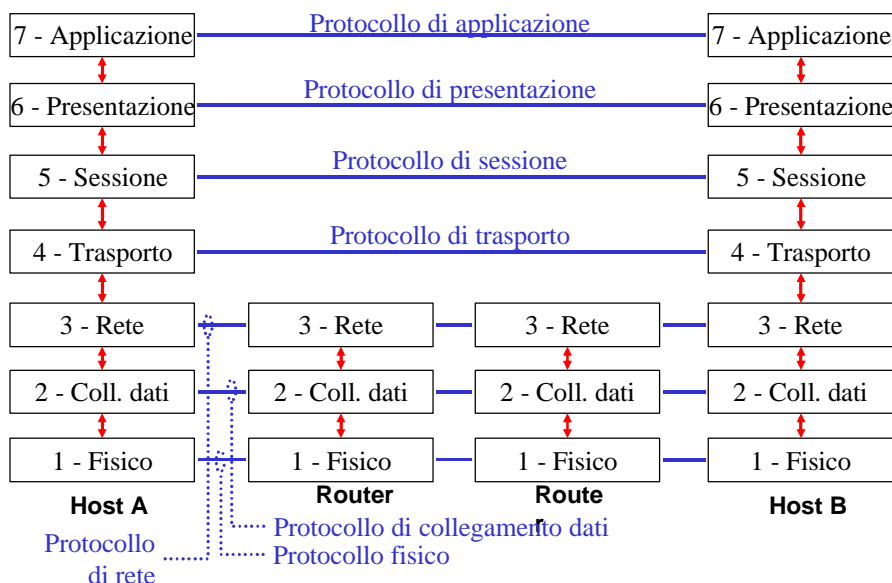 7 - Applicazione
Protocollo di applicazione
7 - Applicazione
6 - Presentazione
Protocollo di presentazione
6 - Presentazione
5 - Sessione
Protocollo di sessione
5 - Sessione
4 - Trasporto
Protocollo di trasporto
4 - Trasporto
3 - Rete
3 - Rete
3 - Rete
3 - Rete
2 - Coll. dati
2 - Coll. dati
2 - Coll. dati
2 - Coll. dati
1 - Fisico
1 - Fisico
1 - Fisico
1 - Fisico
Host A
Router
Route
r
Host B
Protocollo di collegamento dati
Protocollo fisico
Protocollo
di rete